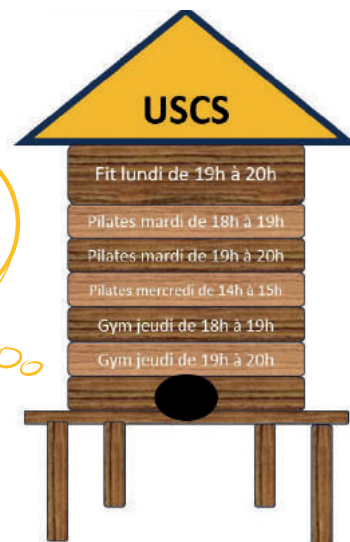 USCS
Fit lundi de 19h à 20h
Pilates mardi de 18h à 19h
Pilates mardi de 19h à 20h
Pilates mercredi de 14h à 15h
Gym jeudi de 18h à 19h
Gym jeudi de 19h à 20h